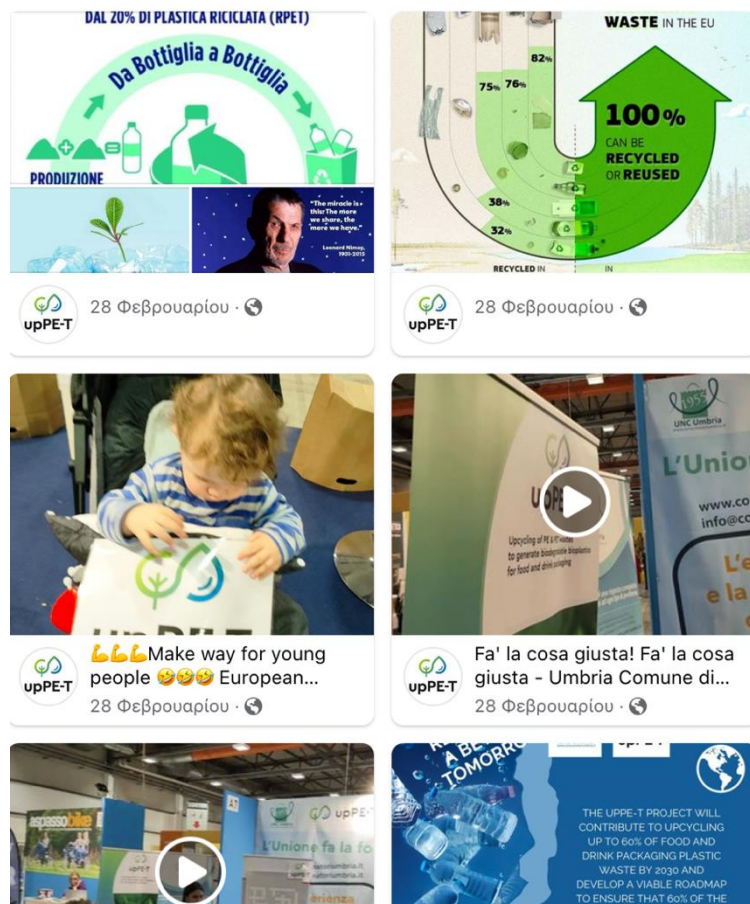 DAL 20% DI PLASTICA RICICLATA (RPET)
Da Bottiglia a Bottiglia
PRODUZIONE
"The miracle is
this: The more
we share, the
more we have."
Leonard Nimoy,
1931-2015
upPE-T
28 Φεβρουαρίου
WASTE IN THE EU
82%
75% 76%
100%
CAN BE
RECYCLED
OR REUSED
38%
32%
RECYCLED IN
IN
upPE-T
28 Φεβρουαρίου
upPE-T
💪💪💪Make way for young
people 🤣🤣🤣 European...
28 Φεβρουαρίου
UNC Umbria
L'Unio
www.co
info@co
L'e
e la
Upcycling of PE & PET wastes
to generate biodegradable bioplastics
for food and drink packaging
upPE-T
Fa' la cosa giusta! Fa' la cosa
giusta - Umbria Comune di...
28 Φεβρουαρίου
aspassobike
A7
upPE-T
L'Unione fa la fo
A BE
TOMORRO
THE UPPE-T PROJECT WILL
CONTRIBUTE TO UPCYCLING
UP TO 60% OF FOOD AND
DRINK PACKAGING PLASTIC
WASTE BY 2030 AND
DEVELOP A VIABLE ROADMAP
TO ENSURE THAT 60% OF THE